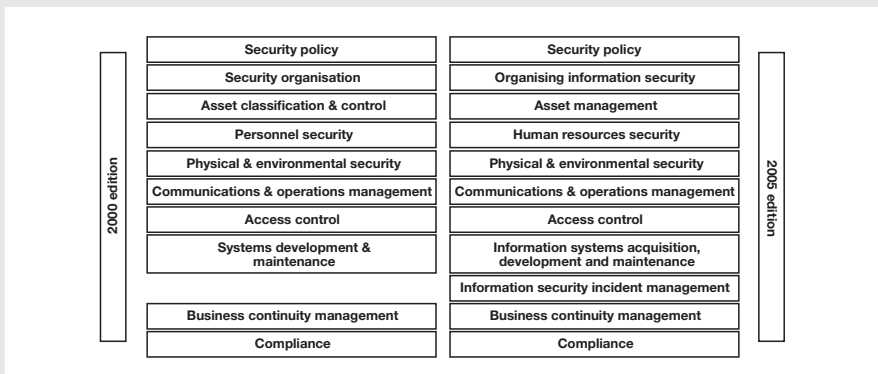 2000 edition
Security policy
Security organisation
Asset classification & control
Personnel security
Physical & environmental security
Communications & operations management
Access control
Systems development &
maintenance
Business continuity management
Compliance
Security policy
Organising information security
Asset management
Human resources security
Physical & environmental security
Communications & operations management
Access control
Information systems acquisition,
development and maintenance
Information security incident management
Business continuity management
Compliance
2005 edition